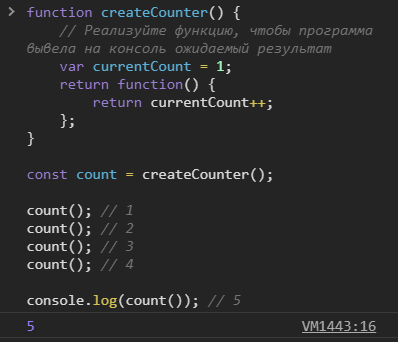 > function createCounter() {
// Реализуйте функцию, чтобы программа
вывела на консоль ожидаемый результат
var currentCount = 1;
return function() {
return currentCount++;
};
}
const count = createCounter();
count(); // 1
count(); // 2
count(); // 3
count(); // 4
console.log(count()); // 5
5 VM1443:16